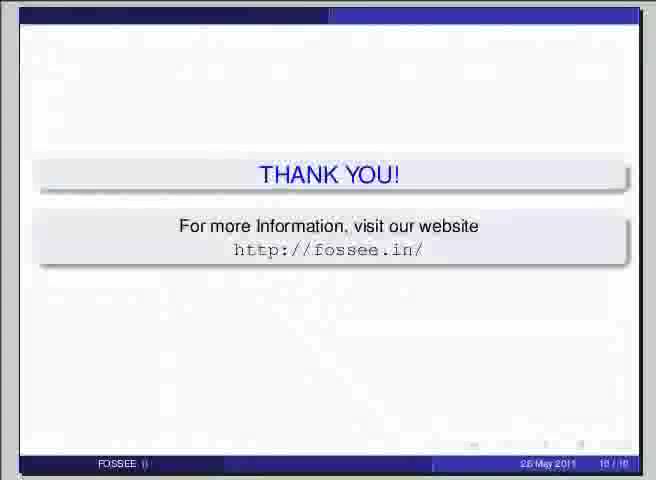 THANK YOU!
For more Information, visit our website
http://fossee.in/
FOSSEE ()
26 May 2011